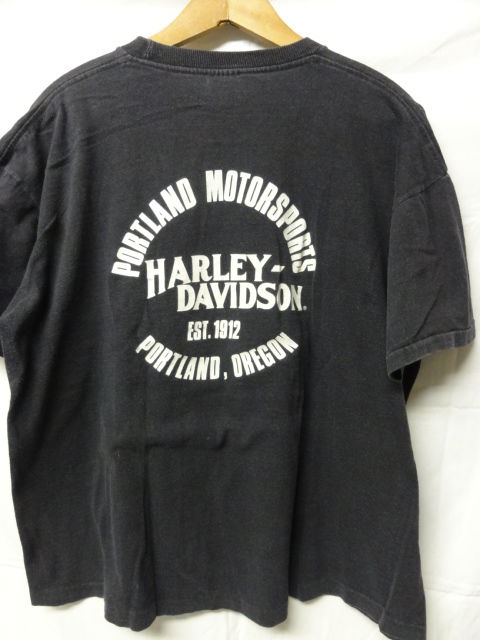 PORTLAND MOTORSPORTS
HARLEY-
DAVIDSON.
EST. 1912
PORTLAND, OREGON